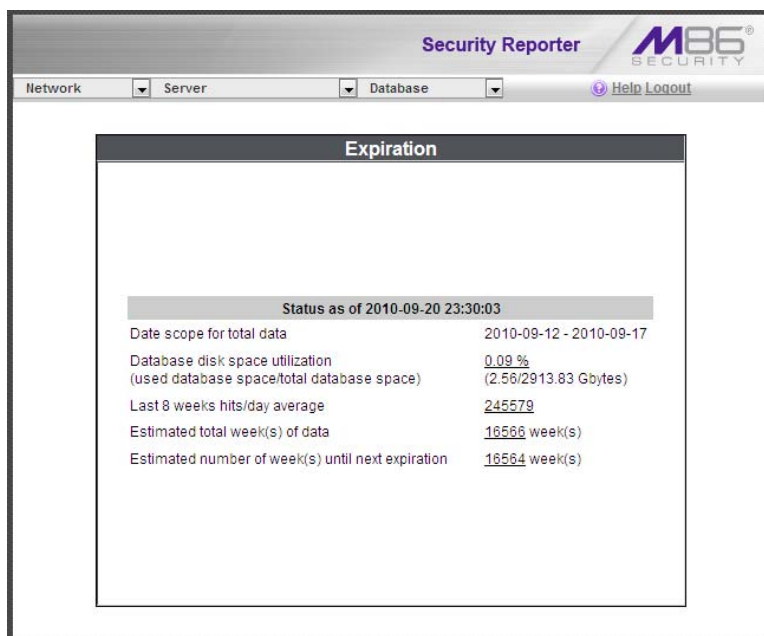 Security Reporter
M86®
SECURITY
Network Server Database Help Logout
Expiration
Status as of 2010-09-20 23:30:03
Date scope for total data 2010-09-12 - 2010-09-17
Database disk space utilization 0.09 %
(used database space/total database space) (2.56/2913.83 Gbytes)
Last 8 weeks hits/day average 245579
Estimated total week(s) of data 16566 week(s)
Estimated number of week(s) until next expiration 16564 week(s)